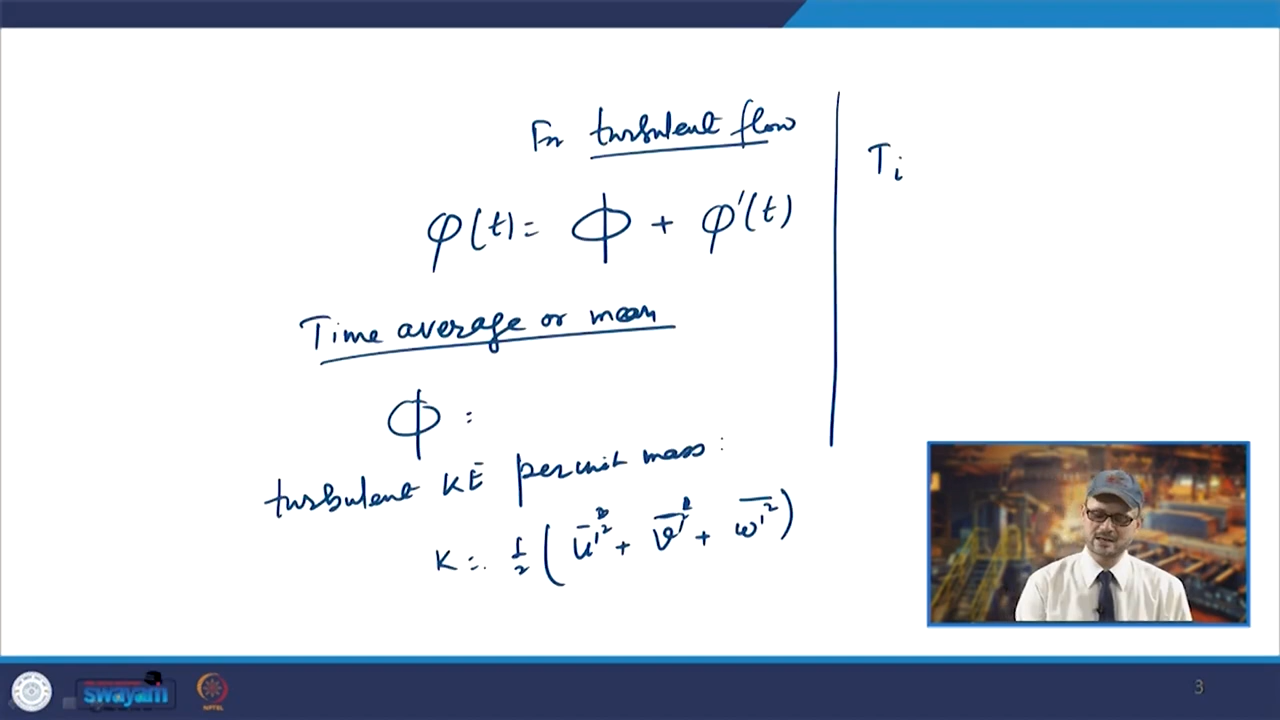 For turbulent flow
φ(t) = Φ + φ'(t)
Time average or mean
Φ =
turbulent KE per unit mass:
K = 1/2 ( u'² + v'² + w'² )
T i
swayam
NPTEL
3